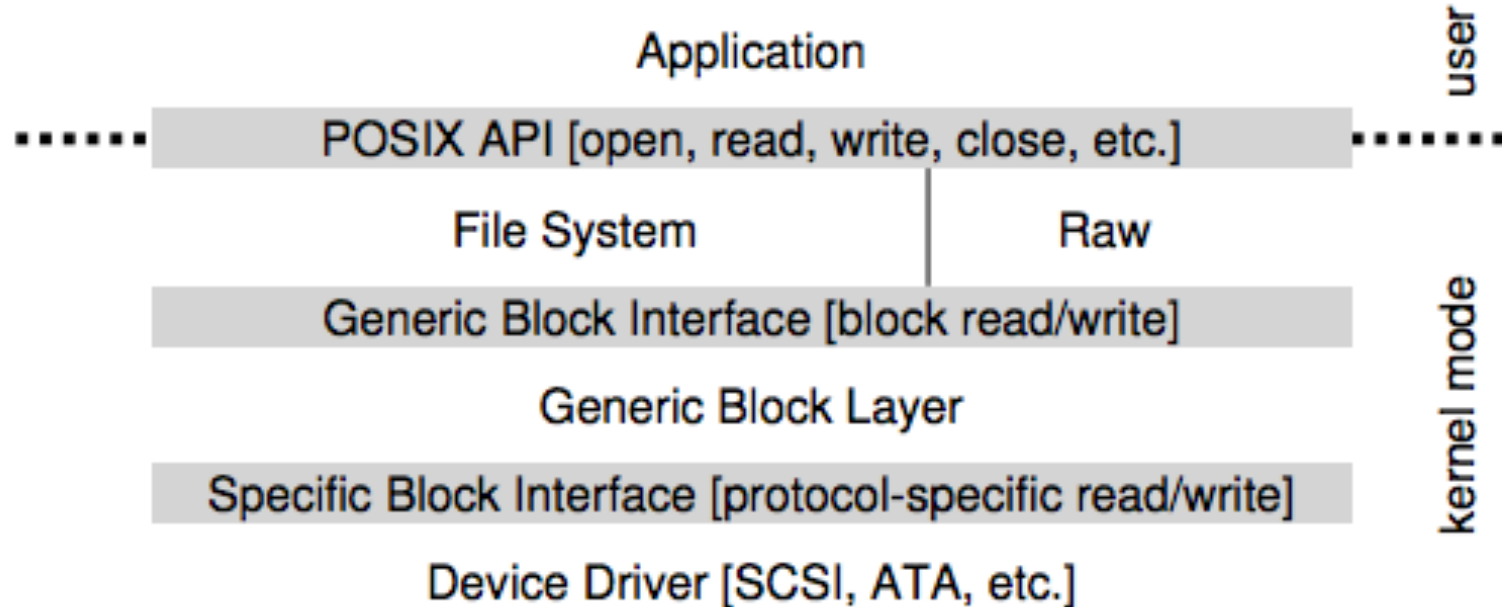 Application
user
POSIX API [open, read, write, close, etc.]
File System
Raw
Generic Block Interface [block read/write]
Generic Block Layer
kernel mode
Specific Block Interface [protocol-specific read/write]
Device Driver [SCSI, ATA, etc.]